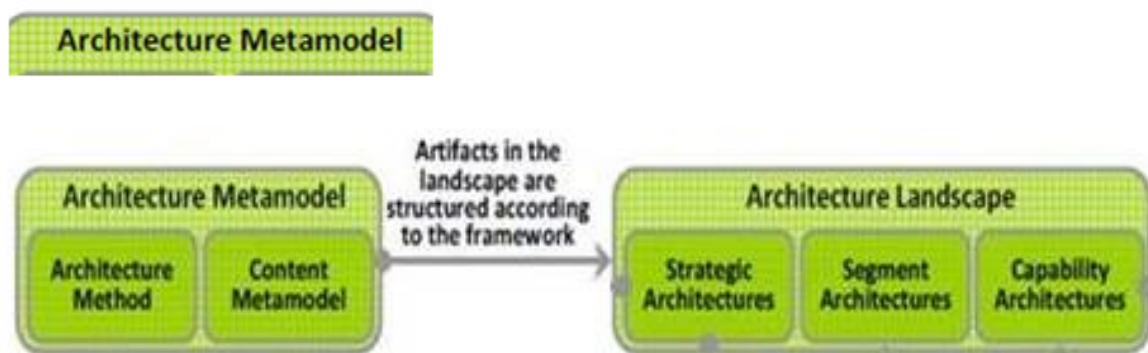 Architecture Metamodel
Artifacts in the
landscape are
structured according
to the framework
Architecture Metamodel
Architecture
Method
Content
Metamodel
Architecture Landscape
Strategic
Architectures
Segment
Architectures
Capability
Architectures